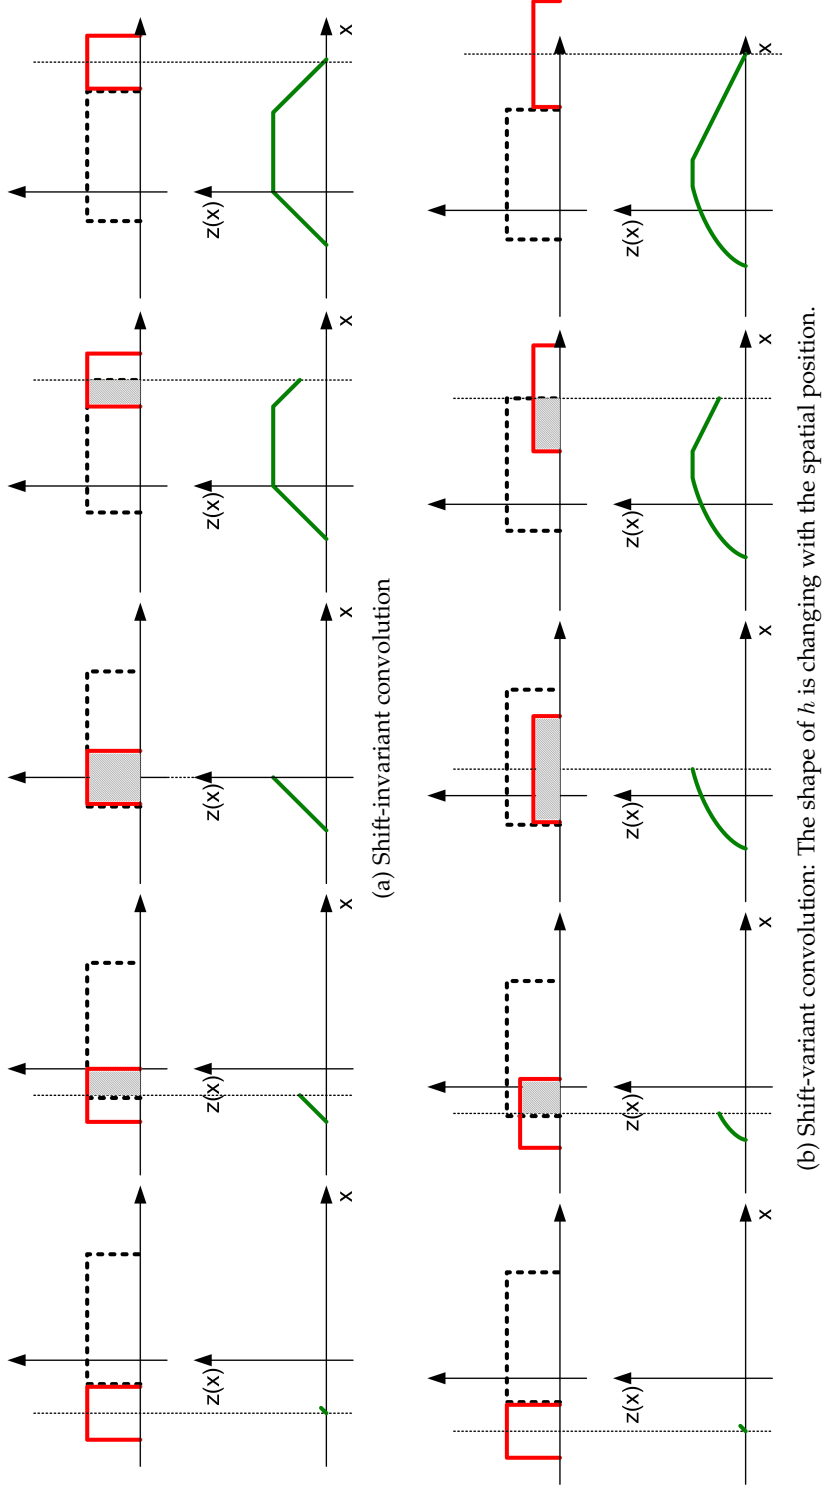 z(x)
z(x)
z(x)
z(x)
z(x)
x
x
x
x
x
(a) Shift-invariant convolution
z(x)
z(x)
z(x)
z(x)
z(x)
x
x
x
x
x
(b) Shift-variant convolution: The shape of h is changing with the spatial position.